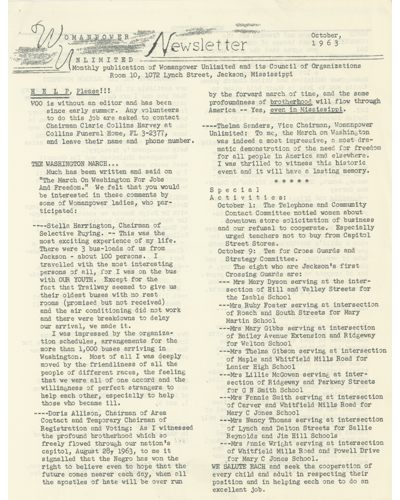 WOMANPOWER
UNLIMITED
Newsletter
October,
1963
Monthly publication of Womanpower Unlimited and its Council of Organizations
Room 10, 1072 Lynch Street, Jackson, Mississippi
H E L P, Please!!!
WOO is without an editor and has been
since early summer. Any volunteers
to do this job are asked to contact
Chairman Clarie Collins Harvey at
Collins Funeral Home, FL 3-2377,
and leave their name and phone number.
THE WASHINGTON MARCH...
Much has been written and said on
"The March On Washington For Jobs
And Freedom." We felt that you would
be interested in these comments by
some of Womanpower ladies, who par-
ticipated:
----Stella Harrington, Chairman of
Selective Buying. -- This was the
most exciting experience of my life.
There were 3 bus-loads of us from
Jackson - about 100 persons. I
travelled with the most interesting
persons of all, for I was on the bus
with OUR YOUTH. Except for the
fact that Trailway seemed to give us
their oldest buses with no rest
rooms (promised but not received)
and the air conditioning did not work
and there were breakdowns to delay
our arrival, we made it.
I was impressed by the organiza-
tion schedules, arrangements for the
more than 1,000 buses arriving in
Washington. Most of all I was deeply
moved by the friendliness of all the
people of different races, the feeling
that we were all of one accord and the
willingness of perfect strangers to
help each other, especially to help
those who became ill.
----Doris Allison, Chairman of Area
Contact and Temporary Chairman of
Registration and Voting: As I witnessed
the profound brotherhood which so
freely flowed through our nation's
capitol, August 28, 1963, to me it
signalled that the Negro has won the
right to believe even to hope that the
future comes nearer each day, when all
the apostles of hate will be over run
by the forward march of time, and the same
profoundness of brotherhood will flow through
America -- Yes, even in Mississippi.
----Thelma Sanders, Vice Chairman, Womanpower
Unlimited: To me, the March on Washington
was indeed a most impressive, a most dra-
matic demonstration of the need for freedom
for all people in America and elsewhere.
I was thrilled to witness this historic
event and it will have a lasting memory.
* * * * *
S p e c i a l
A c t i v i t i e s :
October 1: The Telephone and Community
Contact Committee notied women about
downtown store solicitation of business
and our refusal to cooperate. Especially
urged teachers not to buy from Capitol
Street Stores.
October 9: Ten for Cross Guards and
Strategy Committee.
The eight who are Jackson's first
Crossing Guards are:
--- Mrs Mary Dyson serving at the inter-
section of Hill and Valley Streets for
the Isable School
---Mrs Ruby Foster serving at intersection
of Roach and South Streets for Mary
Martin School
---Mrs Mary Gibbs serving at intersection
of Bailey Avenue Extension and Ridgeway
for Walton School
---Mrs Thelma Gibson serving at intersection
of Maple and Whitfield Mills Road for
Lanier High School
---Mrs Lillie McGowen serving at inter-
section of Ridgeway and Parkway Streets
for G N Smith School
---Mrs Fannie Smith serving at intersection
of Carver and Whitfield Mills Road for
Mary C Jones School
---Mrs Nancy Thomas serving at intersection
of Lynch and Dalton Streets for Sallie
Reynolds and Jim Hill Schools
---Mrs Annie Wright serving at intersection
of Whitfield Mills Road and Powell Drive
for Mary C Jones School.
WE SALUTE EACH and seek the cooperation of
every child and adult in respecting their
position and in helping each one to do an
excellent job.